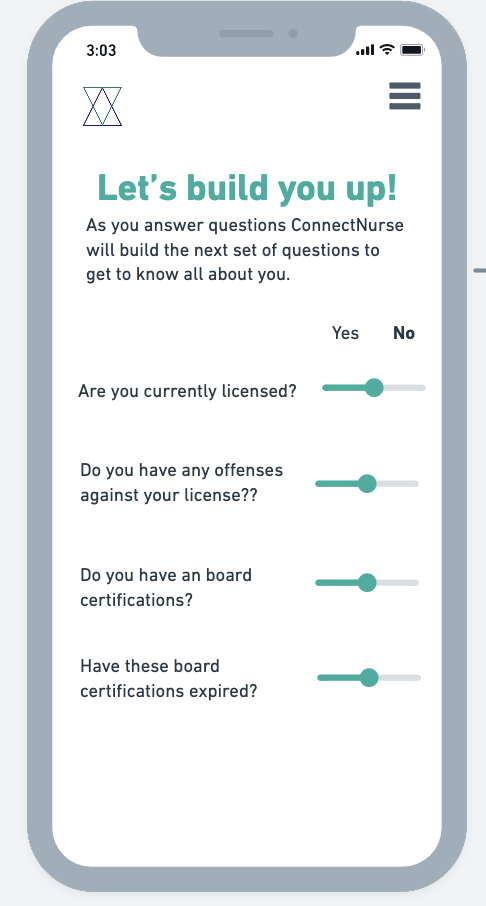 3:03
Let's build you up!
As you answer questions ConnectNurse
will build the next set of questions to
get to know all about you.
Yes No
Are you currently licensed?
Do you have any offenses
against your license??
Do you have an board
certifications?
Have these board
certifications expired?